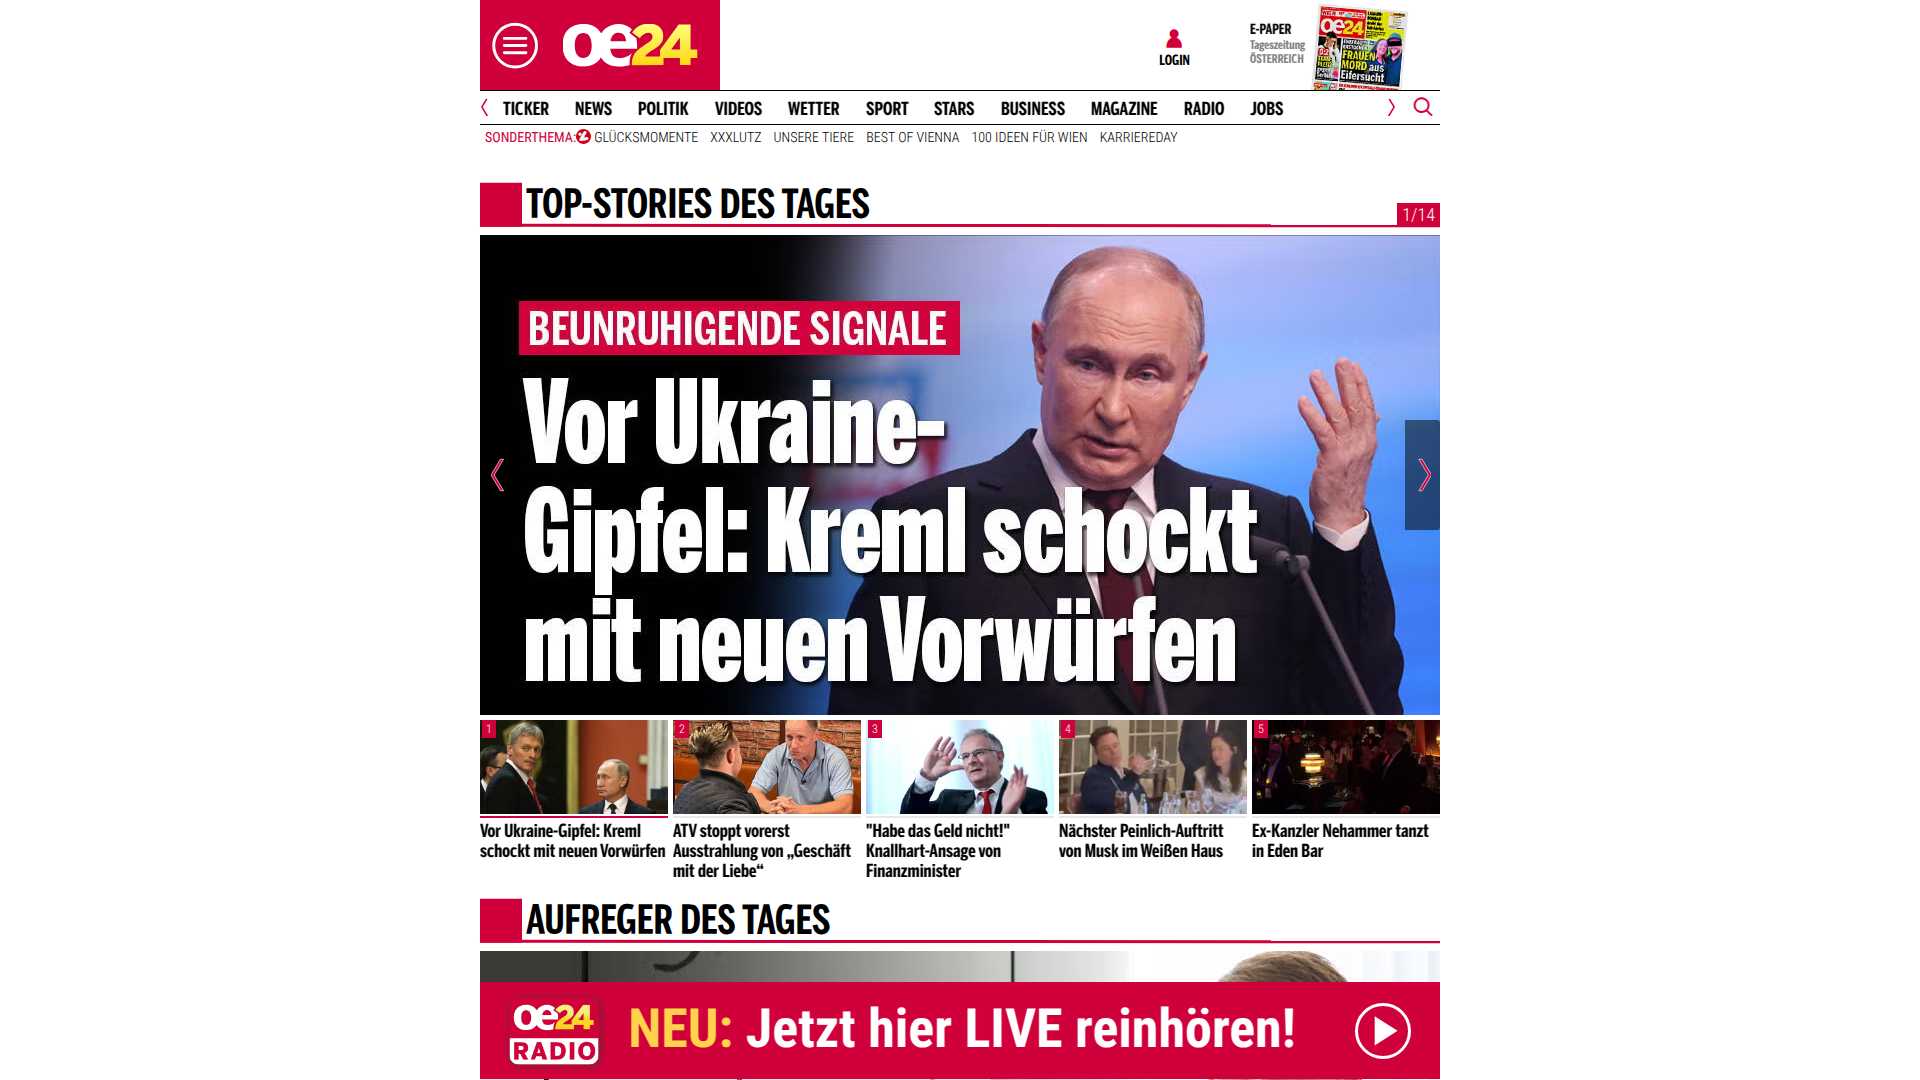 oe24
LOGIN
E-PAPER
Tageszeitung
ÖSTERREICH
oe24
FRAUEN
MORD aus
Eifersucht
TICKER NEWS POLITIK VIDEOS WETTER SPORT STARS BUSINESS MAGAZINE RADIO JOBS
SONDERTHEMA: GLÜCKSMOMENTE XXXLUTZ UNSERE TIERE BEST OF VIENNA 100 IDEEN FÜR WIEN KARRIEREDAY
TOP-STORIES DES TAGES
1/14
BEUNRUHIGENDE SIGNALE
Vor Ukraine-
Gipfel: Kreml schockt
mit neuen Vorwürfen
1
Vor Ukraine-Gipfel: Kreml
schockt mit neuen Vorwürfen
2
ATV stoppt vorerst
Ausstrahlung von „Geschäft
mit der Liebe“
3
"Habe das Geld nicht!"
Knallhart-Ansage von
Finanzminister
4
Nächster Peinlich-Auftritt
von Musk im Weißen Haus
5
Ex-Kanzler Nehammer tanzt
in Eden Bar
AUFREGER DES TAGES
oe24
RADIO
NEU: Jetzt hier LIVE reinhören!